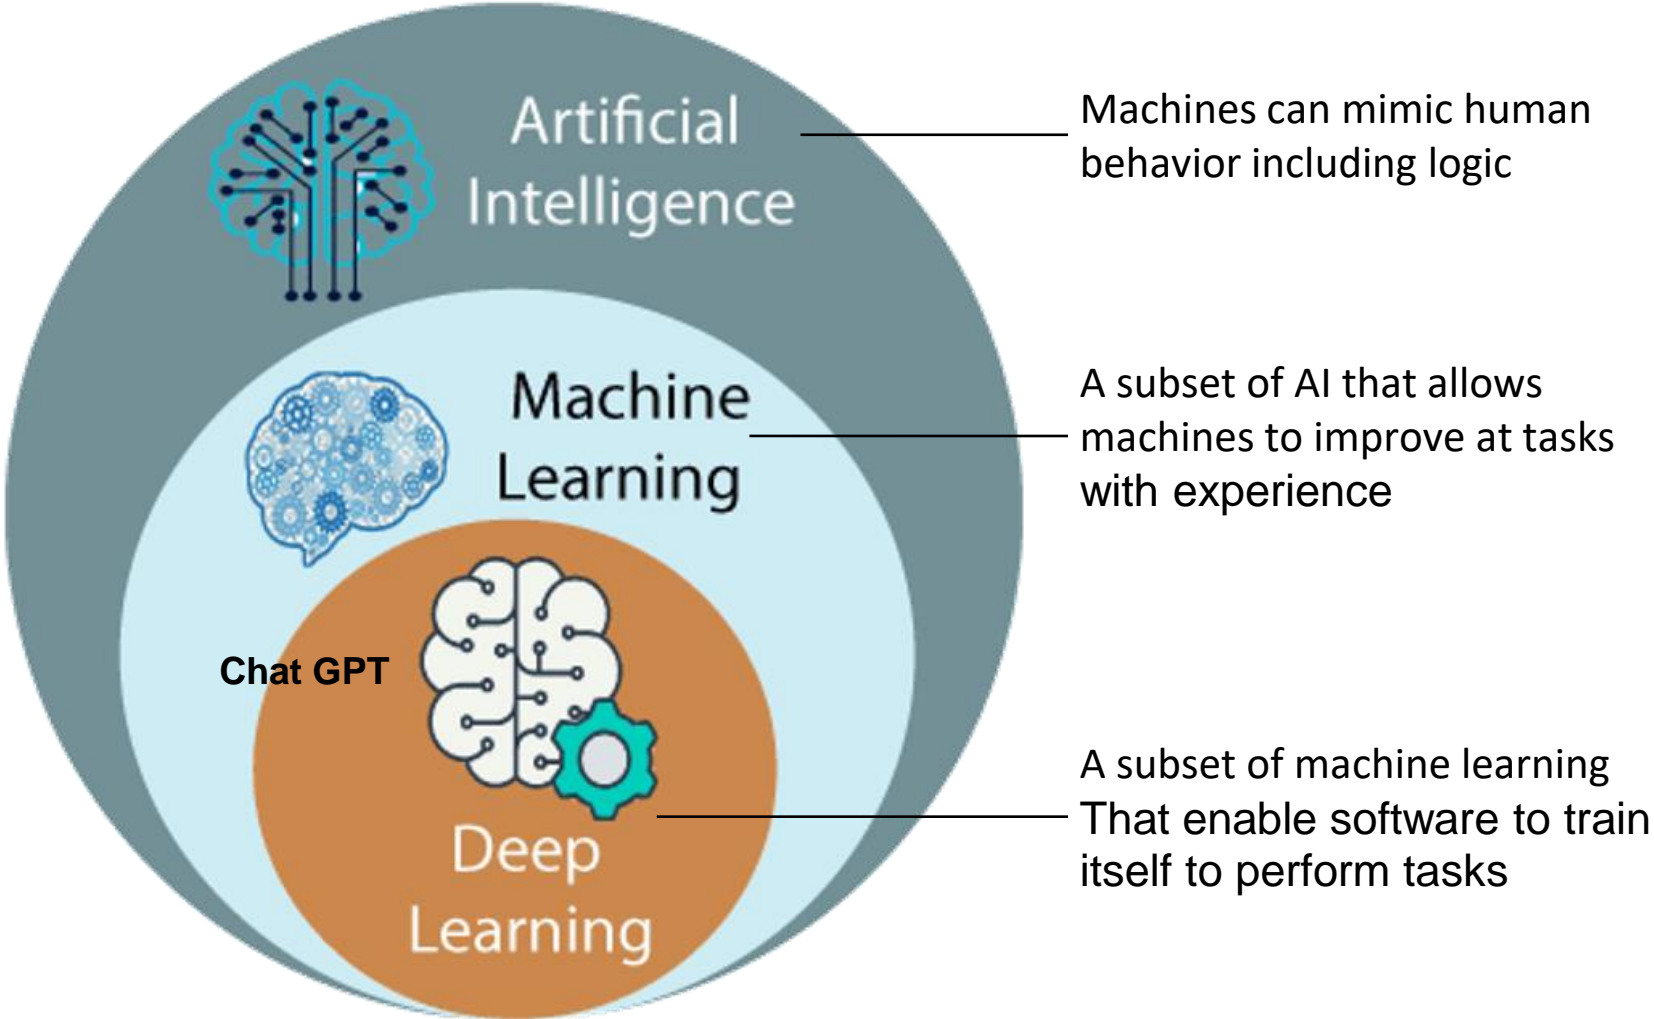 Artificial
Intelligence
Machines can mimic human
behavior including logic
Machine
Learning
A subset of AI that allows
machines to improve at tasks
with experience
Chat GPT
Deep
Learning
A subset of machine learning
That enable software to train
itself to perform tasks